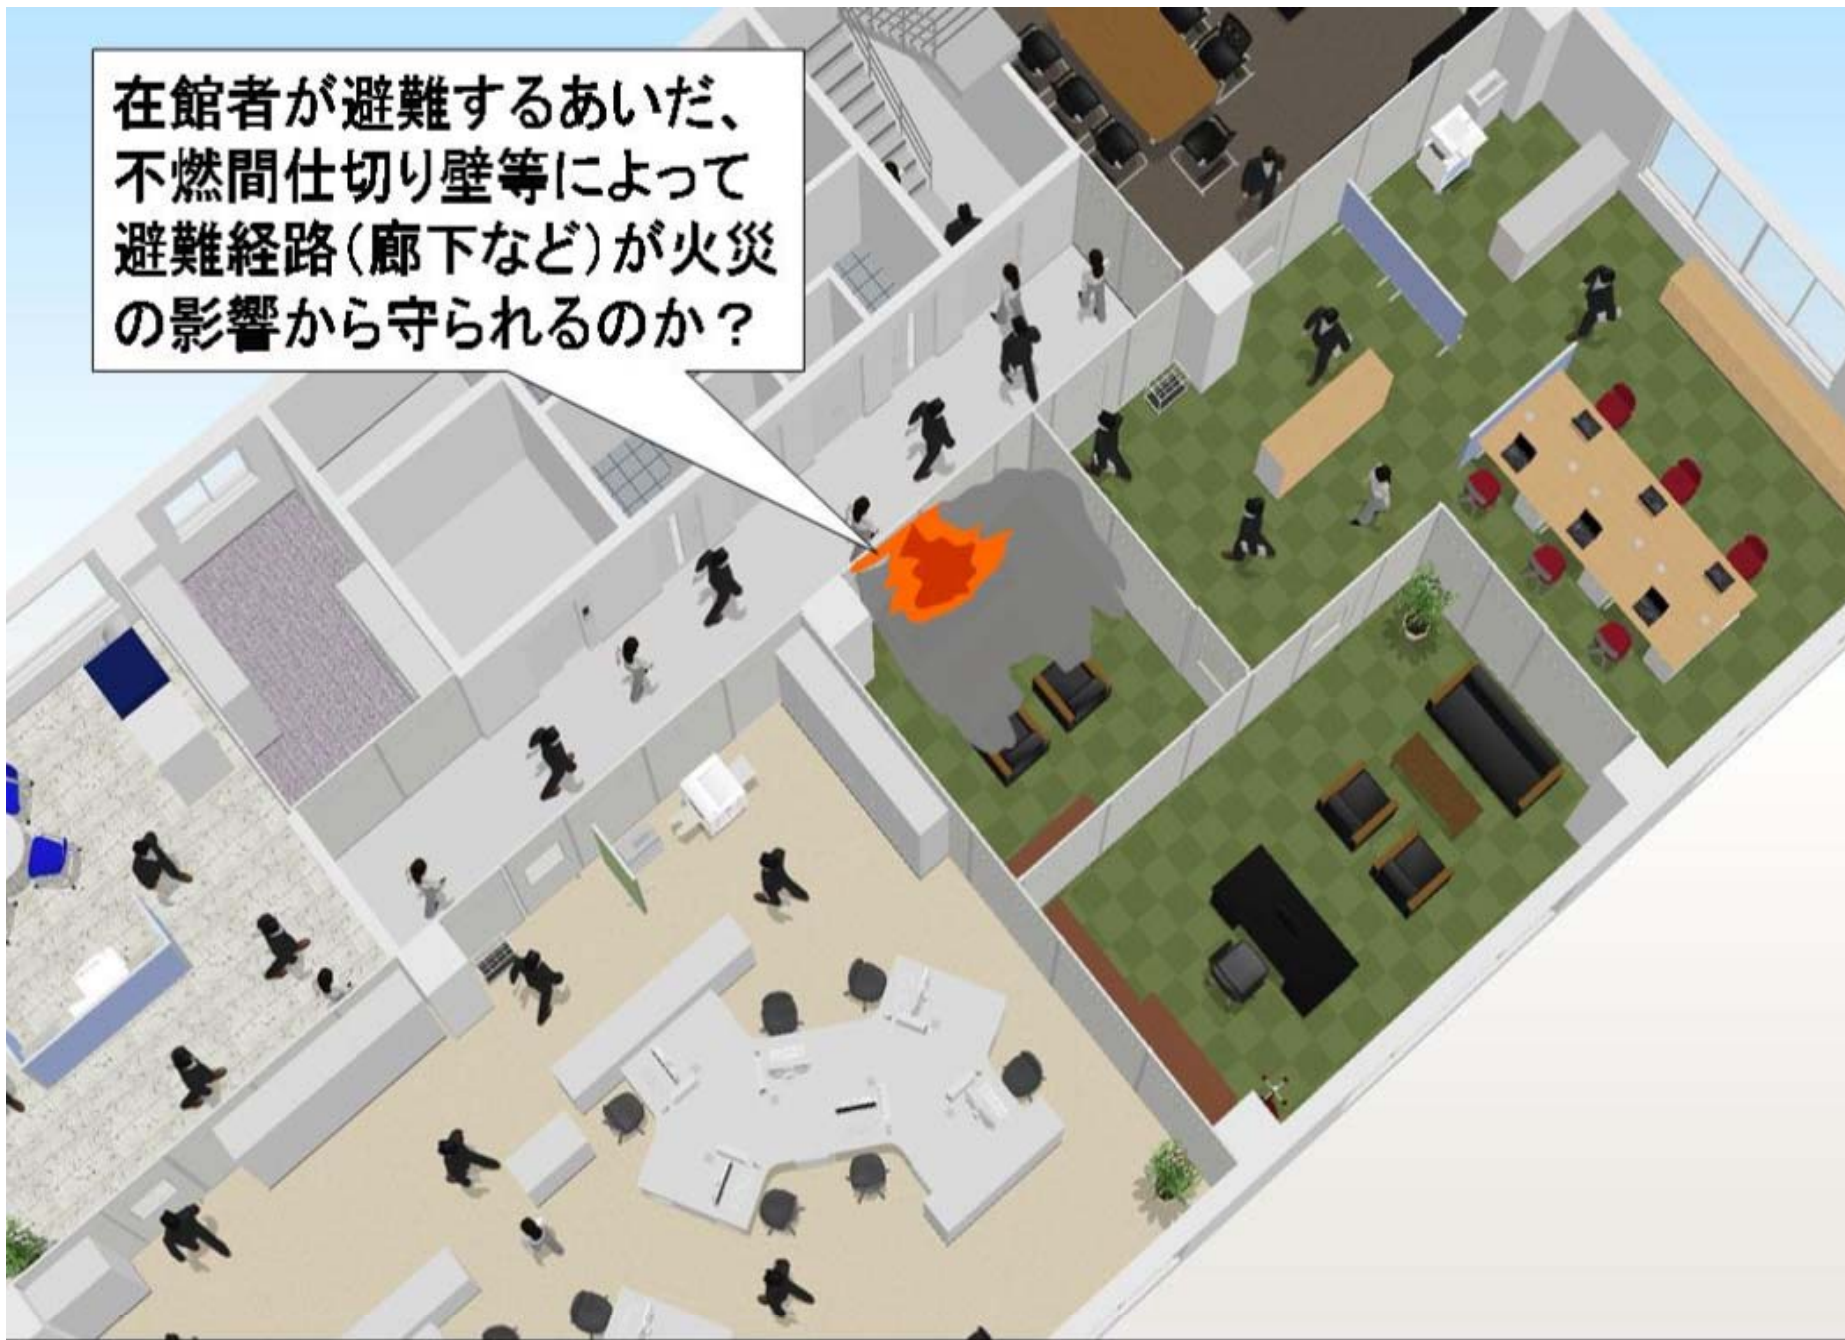 在館者が避難するあいだ、
不燃間仕切り壁等によって
避難経路(廊下など)が火災
の影響から守られるのか？